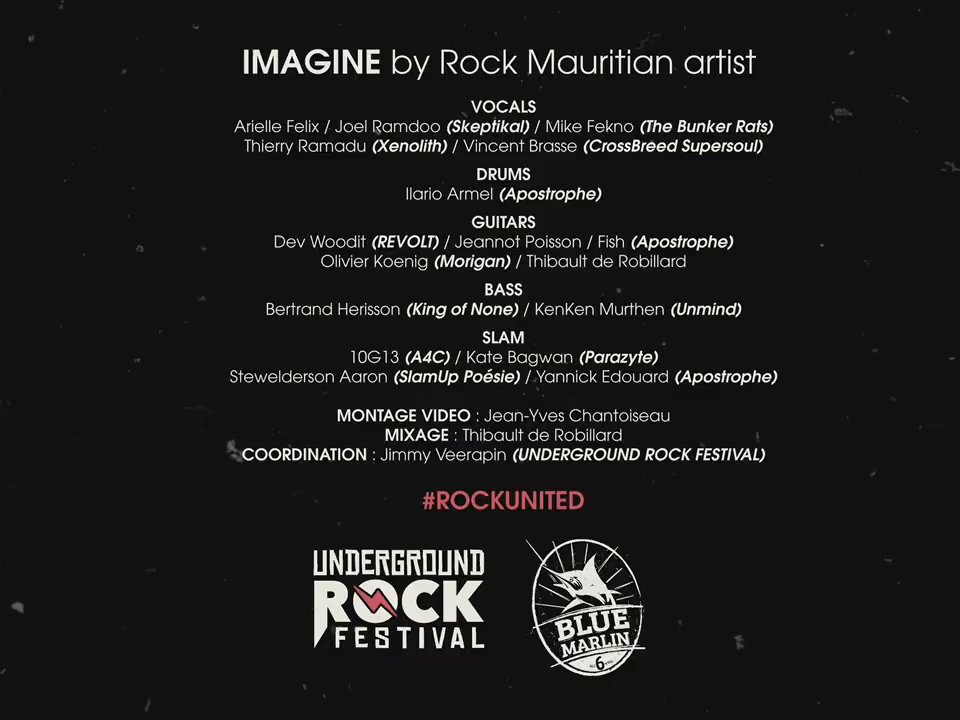 IMAGINE by Rock Mauritian artist
VOCALS
Arielle Felix / Joel Ramdoo (Skeptikal) / Mike Fekno (The Bunker Rats)
Thierry Ramadu (Xenolith) / Vincent Brasse (CrossBreed Supersoul)
DRUMS
Ilario Armel (Apostrophe)
GUITARS
Dev Woodit (REVOLT) / Jeannot Poisson / Fish (Apostrophe)
Olivier Koenig (Morigan) / Thibault de Robillard
BASS
Bertrand Herisson (King of None) / KenKen Murthen (Unmind)
SLAM
10G13 (A4C) / Kate Bagwan (Parazyte)
Stewelderson Aaron (SlamUp Poésie) / Yannick Edouard (Apostrophe)
MONTAGE VIDEO : Jean-Yves Chantoiseau
MIXAGE : Thibault de Robillard
COORDINATION : Jimmy Veerapin (UNDERGROUND ROCK FESTIVAL)
#ROCKUNITED
UNDERGROUND
ROCK
FESTIVAL
BLUE
MARLIN
6